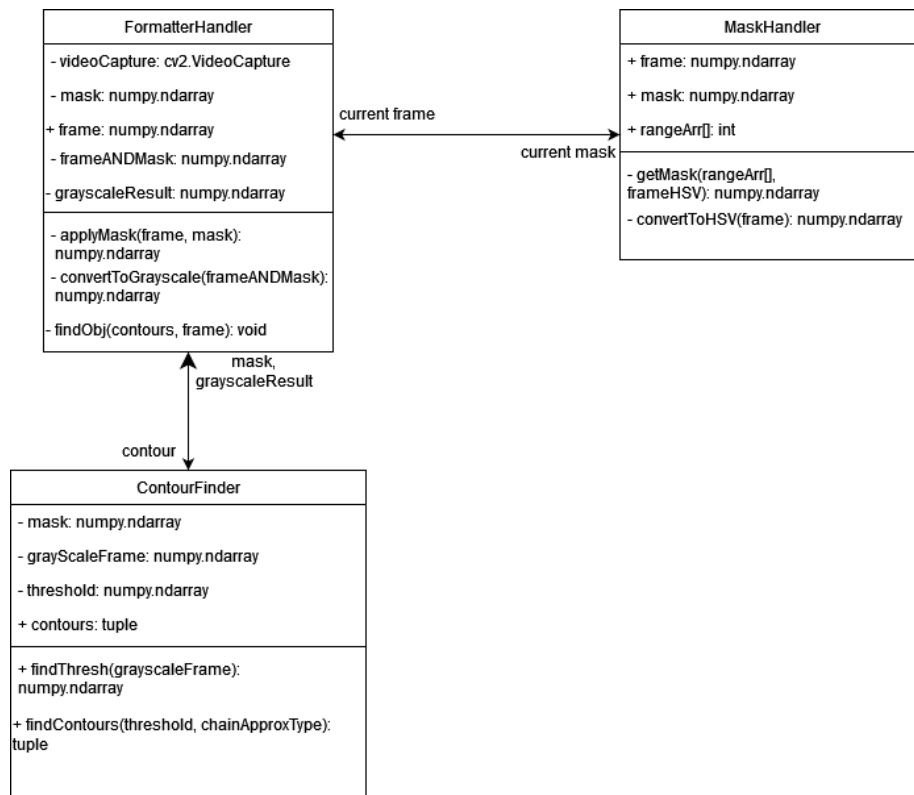 FormatterHandler
- videoCapture: cv2.VideoCapture
- mask: numpy.ndarray
+ frame: numpy.ndarray
- frameANDMask: numpy.ndarray
- grayscaleResult: numpy.ndarray
- applyMask(frame, mask):
numpy.ndarray
- convertToGrayscale(frameANDMask):
numpy.ndarray
- findObj(contours, frame): void
current frame
current mask
MaskHandler
+ frame: numpy.ndarray
+ mask: numpy.ndarray
+ rangeArr[]: int
- getMask(rangeArr[],
frameHSV): numpy.ndarray
- convertToHSV(frame): numpy.ndarray
mask,
grayscaleResult
contour
ContourFinder
- mask: numpy.ndarray
- grayScaleFrame: numpy.ndarray
- threshold: numpy.ndarray
+ contours: tuple
+ findThresh(grayscaleFrame):
numpy.ndarray
+ findContours(threshold, chainApproxType):
tuple